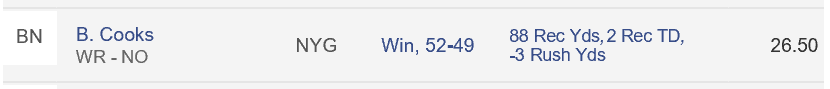 BN
B. Cooks
WR - NO
NYG
Win, 52-49
88 Rec Yds, 2 Rec TD,
-3 Rush Yds
26.50